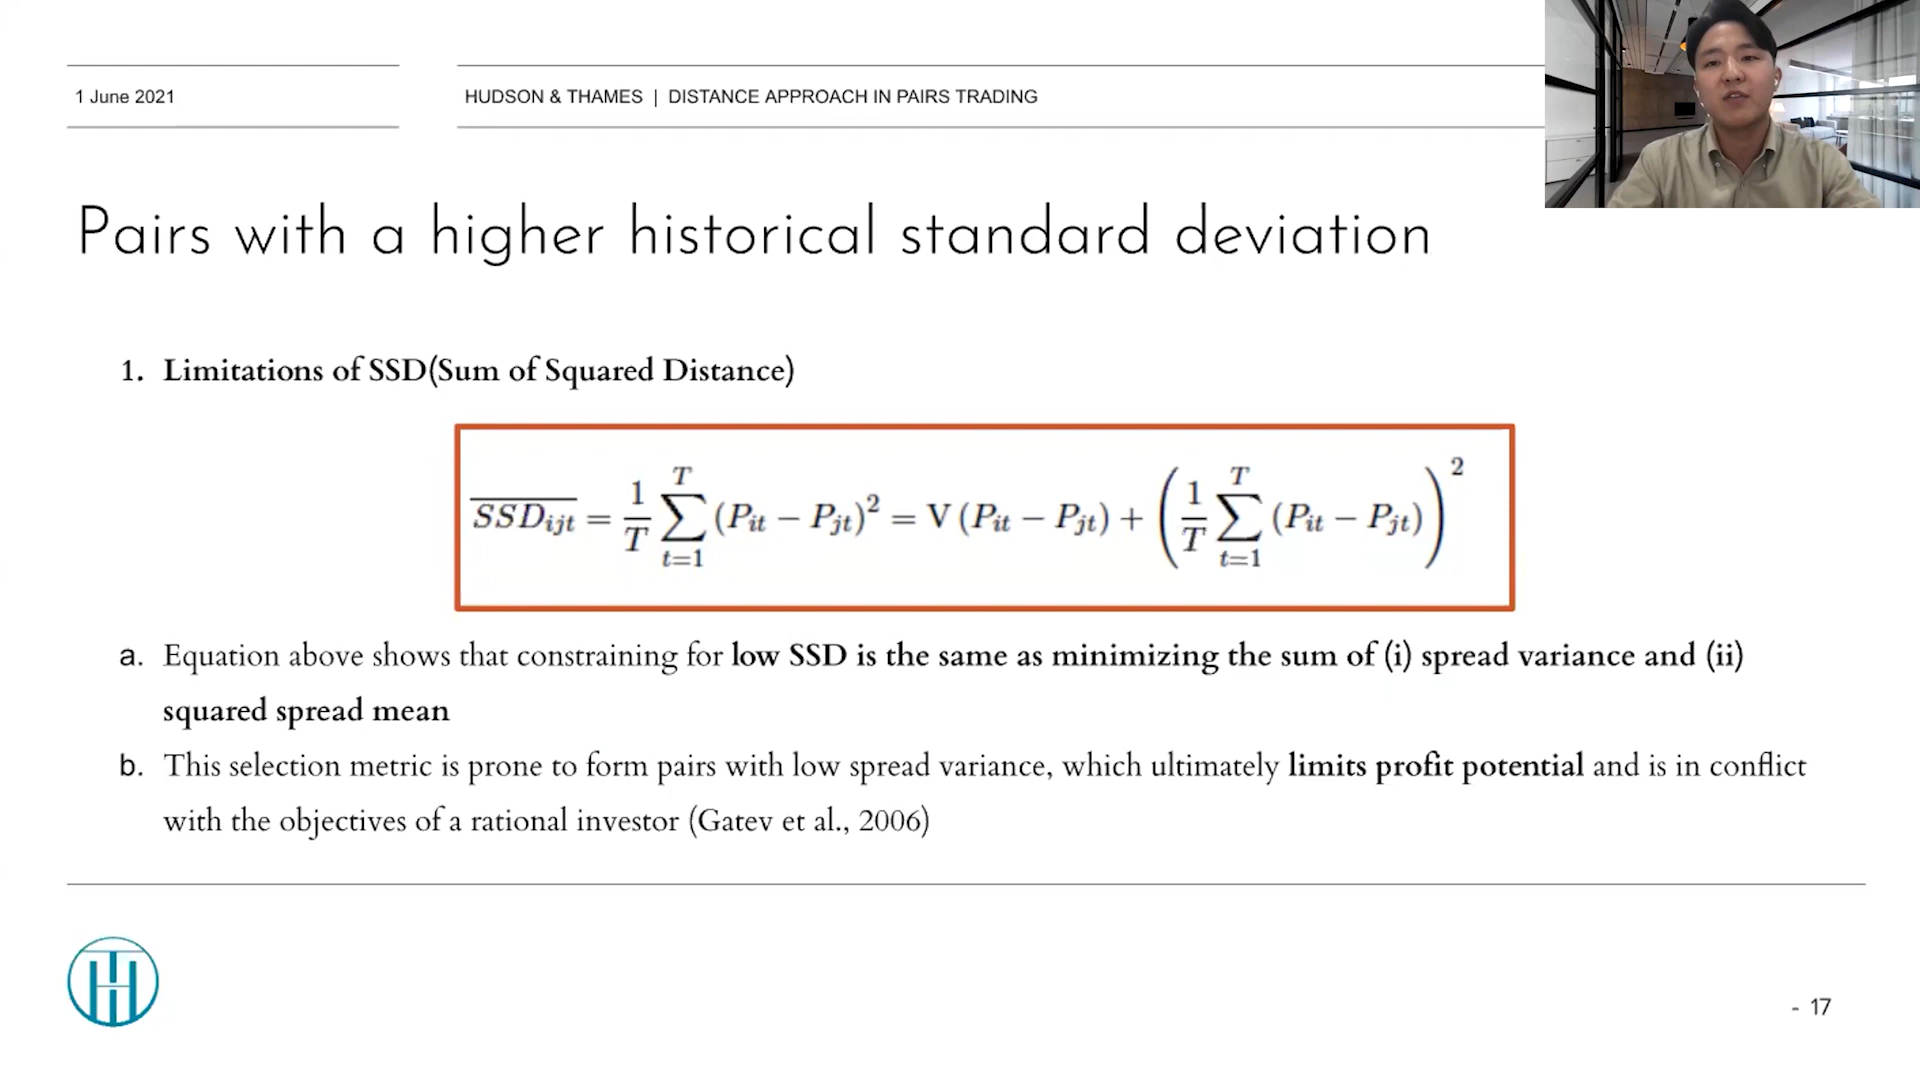 1 June 2021
HUDSON & THAMES | DISTANCE APPROACH IN PAIRS TRADING
Pairs with a higher historical standard deviation
1. Limitations of SSD(Sum of Squared Distance)
$\overline{SSD_{ijt}} = \frac{1}{T} \sum_{t=1}^{T} (P_{it} - P_{jt})^2 = V(P_{it} - P_{jt}) + \left( \frac{1}{T} \sum_{t=1}^{T} (P_{it} - P_{jt}) \right)^2$
a. Equation above shows that constraining for low SSD is the same as minimizing the sum of (i) spread variance and (ii)
squared spread mean
b. This selection metric is prone to form pairs with low spread variance, which ultimately limits profit potential and is in conflict
with the objectives of a rational investor (Gatev et al., 2006)
- 17